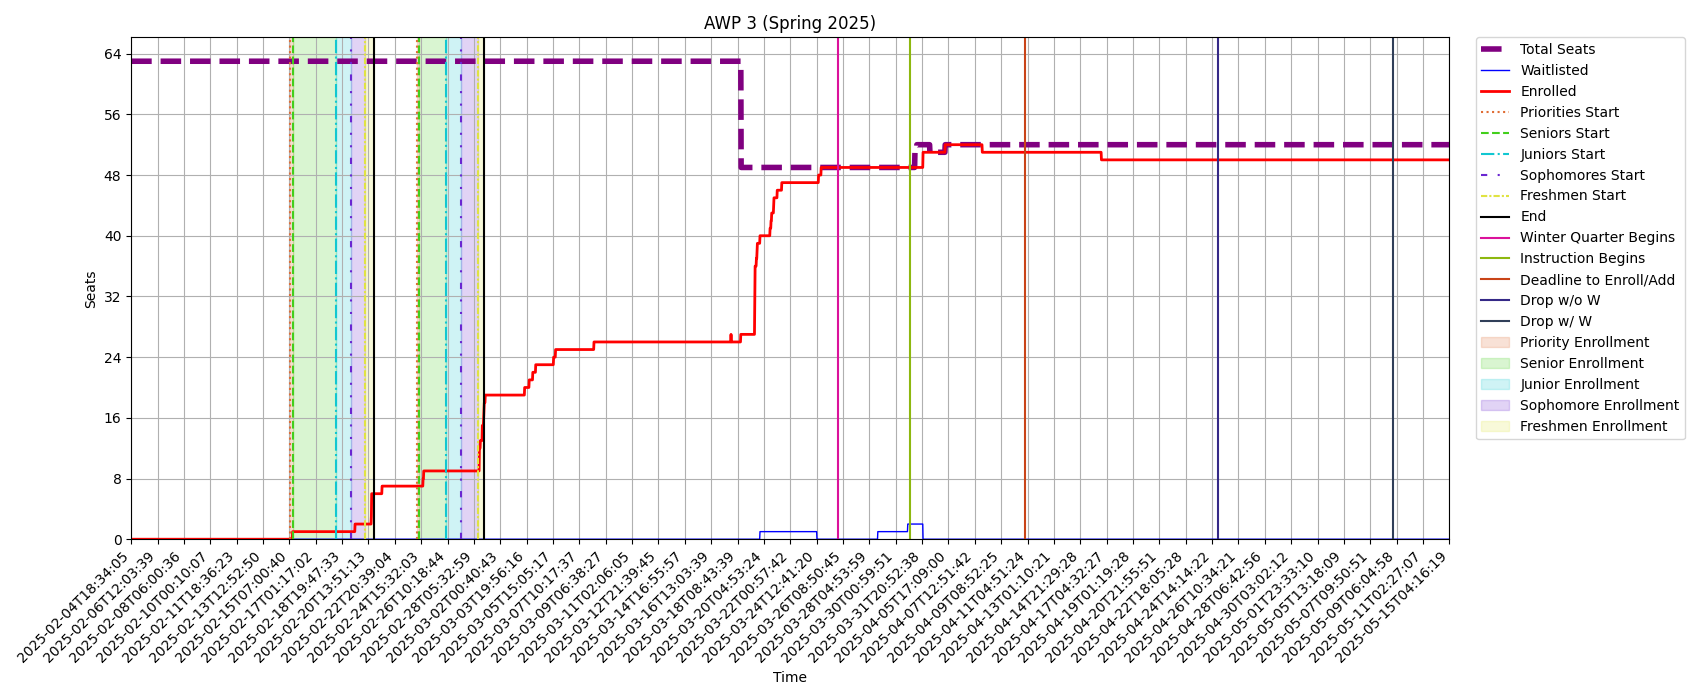 AWP 3 (Spring 2025)
Seats
64
56
48
40
32
24
16
8
0
2025-02-04T18:34:05
2025-02-06T12:03:39
2025-02-08T06:00:36
2025-02-10T00:10:07
2025-02-11T18:36:23
2025-02-13T12:52:50
2025-02-15T07:00:40
2025-02-17T01:17:02
2025-02-18T19:47:33
2025-02-20T13:51:13
2025-02-22T20:39:04
2025-02-24T15:32:03
2025-02-26T10:18:44
2025-02-28T05:32:59
2025-03-02T00:40:43
2025-03-03T19:56:16
2025-03-05T15:05:17
2025-03-07T10:17:37
2025-03-09T06:38:27
2025-03-11T02:06:05
2025-03-12T21:39:45
2025-03-14T16:55:57
2025-03-16T13:03:39
2025-03-18T08:43:39
2025-03-20T04:53:24
2025-03-22T00:57:42
2025-03-24T12:41:20
2025-03-26T08:50:45
2025-03-28T04:53:59
2025-03-30T00:59:51
2025-03-31T20:52:38
2025-04-05T17:09:00
2025-04-07T12:51:42
2025-04-09T08:52:25
2025-04-11T04:51:24
2025-04-13T01:10:21
2025-04-14T21:29:28
2025-04-17T04:32:27
2025-04-19T01:19:28
2025-04-20T21:55:51
2025-04-22T18:05:28
2025-04-24T14:14:22
2025-04-26T10:34:21
2025-04-28T06:42:56
2025-04-30T03:02:12
2025-05-01T23:33:10
2025-05-05T13:18:09
2025-05-07T09:50:51
2025-05-09T06:04:58
2025-05-11T02:27:07
2025-05-15T04:16:19
Time
Total Seats
Waitlisted
Enrolled
Priorities Start
Seniors Start
Juniors Start
Sophomores Start
Freshmen Start
End
Winter Quarter Begins
Instruction Begins
Deadline to Enroll/Add
Drop w/o W
Drop w/ W
Priority Enrollment
Senior Enrollment
Junior Enrollment
Sophomore Enrollment
Freshmen Enrollment